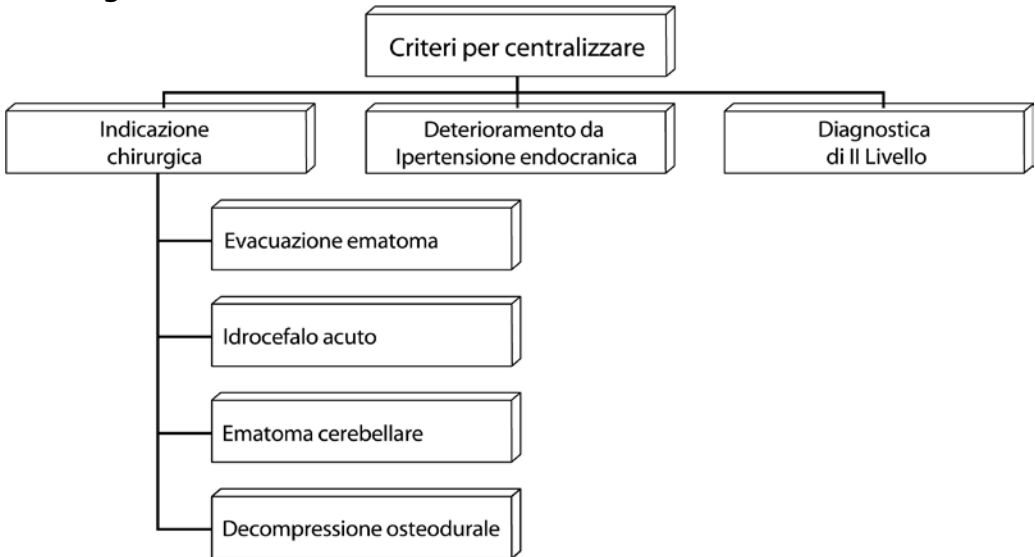 Criteri per centralizzare
Indicazione
chirurgica
Deterioramento da
Ipertensione endocranica
Diagnostica
di II Livello
Evacuazione ematoma
Idrocefalo acuto
Ematoma cerebellare
Decompressione osteodurale